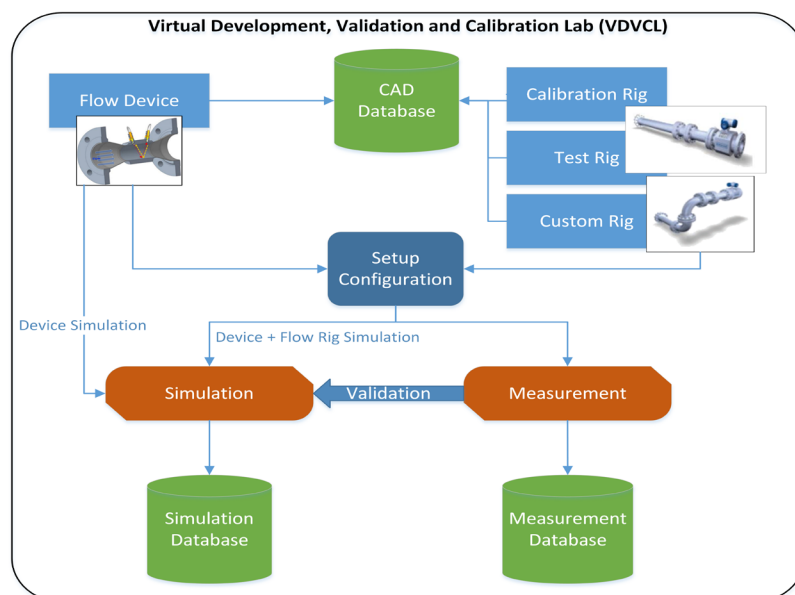 Virtual Development, Validation and Calibration Lab (VDVCL)
Flow Device
CAD
Database
Calibration Rig
Test Rig
Custom Rig
Setup
Configuration
Device Simulation
Device + Flow Rig Simulation
Simulation
Validation
Measurement
Simulation
Database
Measurement
Database